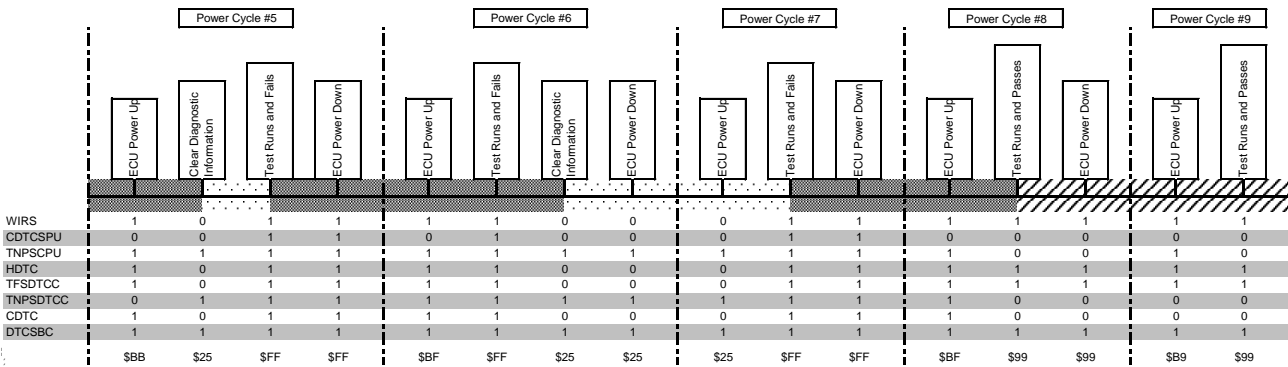 Power Cycle #5 Power Cycle #6 Power Cycle #7 Power Cycle #8 Power Cycle #9
ECU Power Up
Clear Diagnostic
Information
Test Runs and Fails
ECU Power Down
ECU Power Up
Test Runs and Fails
Clear Diagnostic
Information
ECU Power Down
ECU Power Up
Test Runs and Fails
ECU Power Down
ECU Power Up
Test Runs and Passes
ECU Power Down
ECU Power Up
Test Runs and Passes
WIRS 1 0 1 1 1 1 0 0 0 1 1 1 1 1 1 1
CDTCSPU 0 0 1 1 0 1 0 0 0 1 1 0 0 0 0 0
TNPSCPU 1 1 1 1 1 1 1 1 1 1 1 1 0 0 1 0
HDTC 1 0 1 1 1 1 0 0 0 1 1 1 1 1 1 1
TFSDTCC 1 0 1 1 1 1 0 0 0 1 1 1 1 1 1 1
TNPSDTCC 0 1 1 1 1 1 1 1 1 1 1 1 0 0 0 0
CDTC 1 0 1 1 1 1 0 0 0 1 1 1 0 0 0 0
DTCSBC 1 1 1 1 1 1 1 1 1 1 1 1 1 1 1 1
$BB $25 $FF $FF $BF $FF $25 $25 $25 $FF $FF $BF $99 $99 $B9 $99